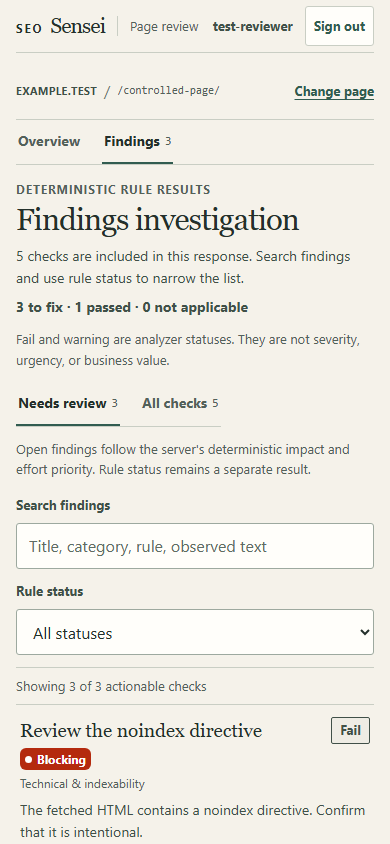 SEO Sensei Page review test-reviewer Sign out
EXAMPLE.TEST / /controlled-page/ Change page
Overview Findings 3
DETERMINISTIC RULE RESULTS
Findings investigation
5 checks are included in this response. Search findings
and use rule status to narrow the list.
3 to fix · 1 passed · 0 not applicable
Fail and warning are analyzer statuses. They are not severity,
urgency, or business value.
Needs review 3 All checks 5
Open findings follow the server's deterministic impact and
effort priority. Rule status remains a separate result.
Search findings
Title, category, rule, observed text
Rule status
All statuses
Showing 3 of 3 actionable checks
Review the noindex directive Fail
Blocking
Technical & indexability
The fetched HTML contains a noindex directive. Confirm
that it is intentional.